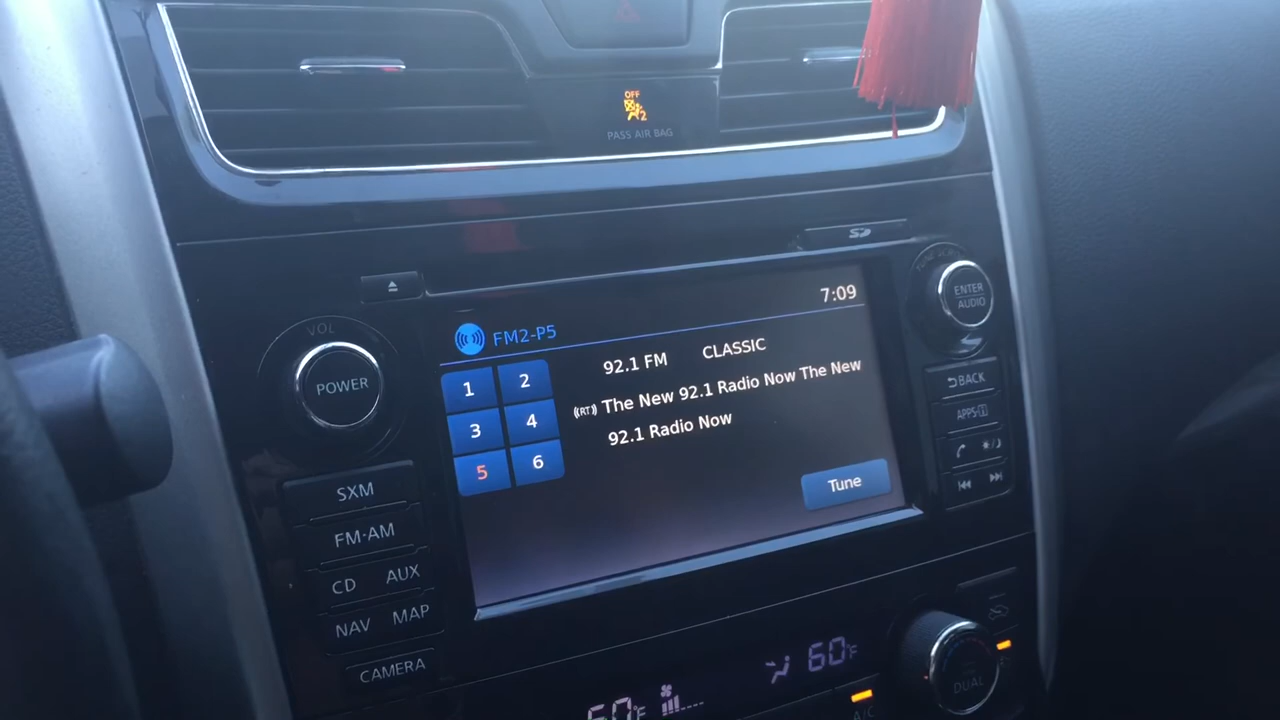 OFF
2
PASS AIR BAG
SD
7:09
FM2-P5
ENTER
AUDIO
VOL
POWER
1 2
3 4
5 6
92.1 FM CLASSIC
((RT)) The New 92.1 Radio Now The New
92.1 Radio Now
Tune
BACK
APPS·i
SXM
FM·AM
CD AUX
NAV MAP
CAMERA
60°F
60°F
A/C
DUAL